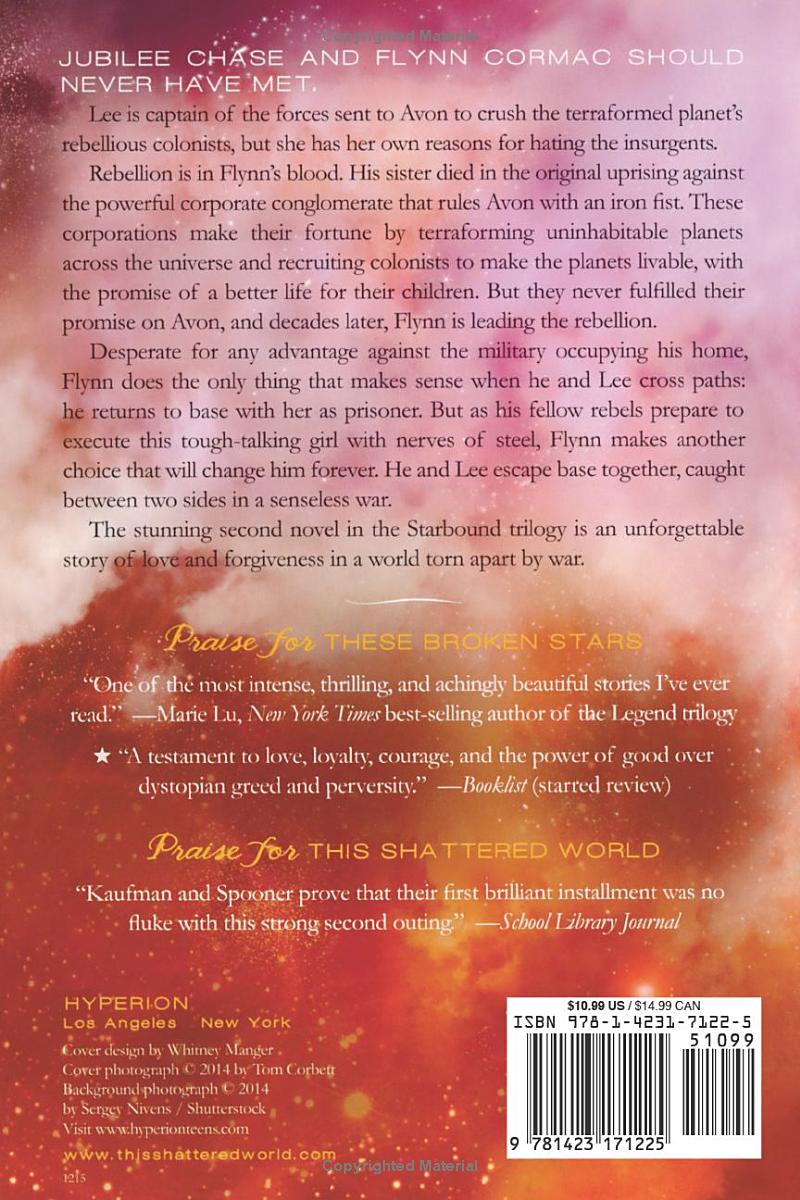 Copyrighted Material
JUBILEE CHASE AND FLYNN CORMAC SHOULD
NEVER HAVE MET.
Lee is captain of the forces sent to Avon to crush the terraformed planet's
rebellious colonists, but she has her own reasons for hating the insurgents.
Rebellion is in Flynn's blood. His sister died in the original uprising against
the powerful corporate conglomerate that rules Avon with an iron fist. These
corporations make their fortune by terraforming uninhabitable planets
across the universe and recruiting colonists to make the planets livable, with
the promise of a better life for their children. But they never fulfilled their
promise on Avon, and decades later, Flynn is leading the rebellion.
Desperate for any advantage against the military occupying his home,
Flynn does the only thing that makes sense when he and Lee cross paths:
he returns to base with her as prisoner. But as his fellow rebels prepare to
execute this tough-talking girl with nerves of steel, Flynn makes another
choice that will change him forever. He and Lee escape base together, caught
between two sides in a senseless war.
The stunning second novel in the Starbound trilogy is an unforgettable
story of love and forgiveness in a world torn apart by war.
Praise for THESE BROKEN STARS
"One of the most intense, thrilling, and achingly beautiful stories I've ever
read." —Marie Lu, New York Times best-selling author of the Legend trilogy
★ "A testament to love, loyalty, courage, and the power of good over
dystopian greed and perversity." —Booklist (starred review)
Praise for THIS SHATTERED WORLD
"Kaufman and Spooner prove that their first brilliant installment was no
fluke with this strong second outing." —School Library Journal
HYPERION
Los Angeles New York
Cover design by Whitney Manger
Cover photograph © 2014 by Tom Corbett
Background photograph © 2014
by Sergey Nivens / Shutterstock
Visit www.hyperionteens.com
www.thisshatteredworld.com
1215
$10.99 US / $14.99 CAN
ISBN 978-1-4231-7122-5
51099
9 781423 171225
Copyrighted Material